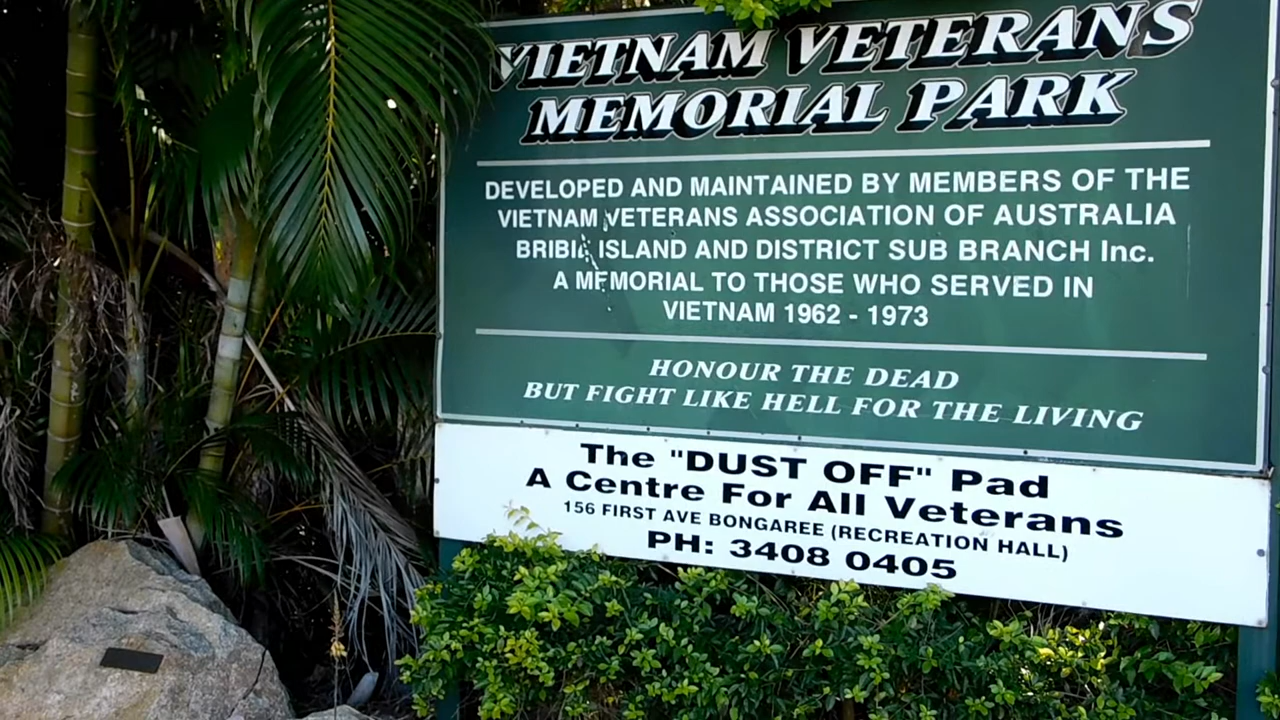 VIETNAM VETERANS
MEMORIAL PARK
DEVELOPED AND MAINTAINED BY MEMBERS OF THE
VIETNAM VETERANS ASSOCIATION OF AUSTRALIA
BRIBIE ISLAND AND DISTRICT SUB BRANCH Inc.
A MEMORIAL TO THOSE WHO SERVED IN
VIETNAM 1962 - 1973
HONOUR THE DEAD
BUT FIGHT LIKE HELL FOR THE LIVING
The "DUST OFF" Pad
A Centre For All Veterans
156 FIRST AVE BONGAREE (RECREATION HALL)
PH: 3408 0405